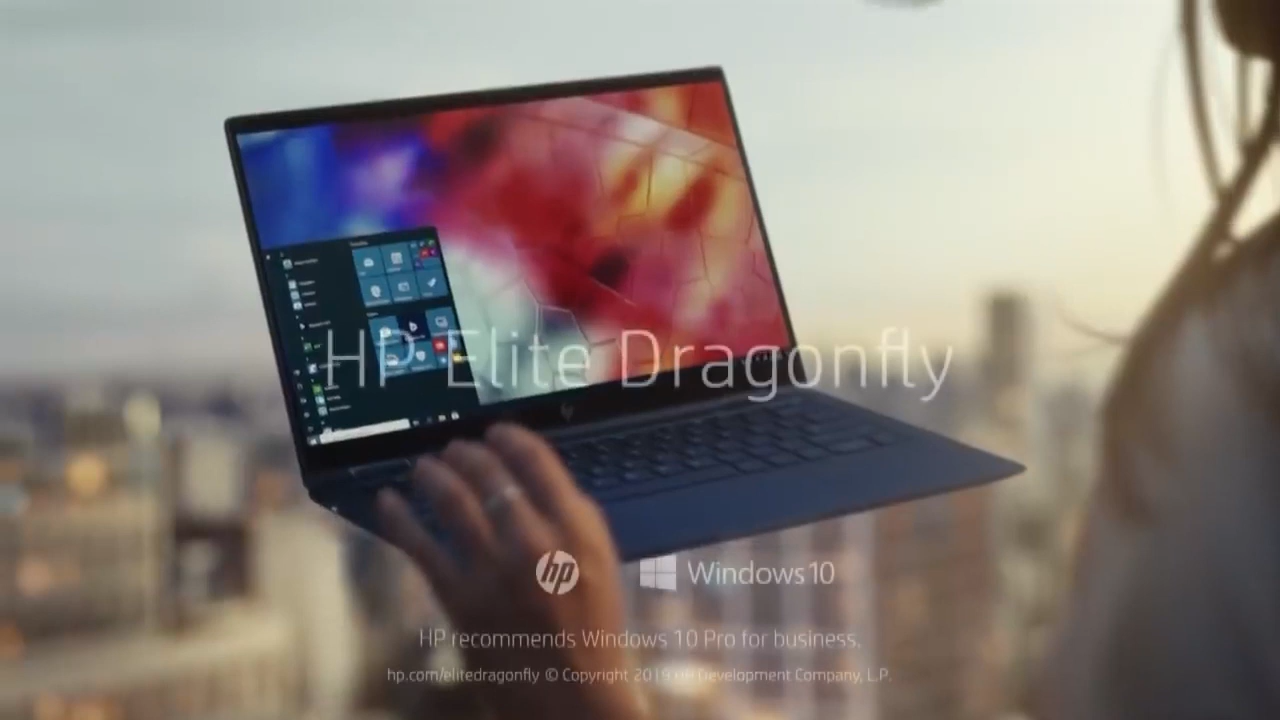 HP Elite Dragonfly
hp Windows 10
HP recommends Windows 10 Pro for business.
hp.com/elitedragonfly © Copyright 2019 HP Development Company, L.P.